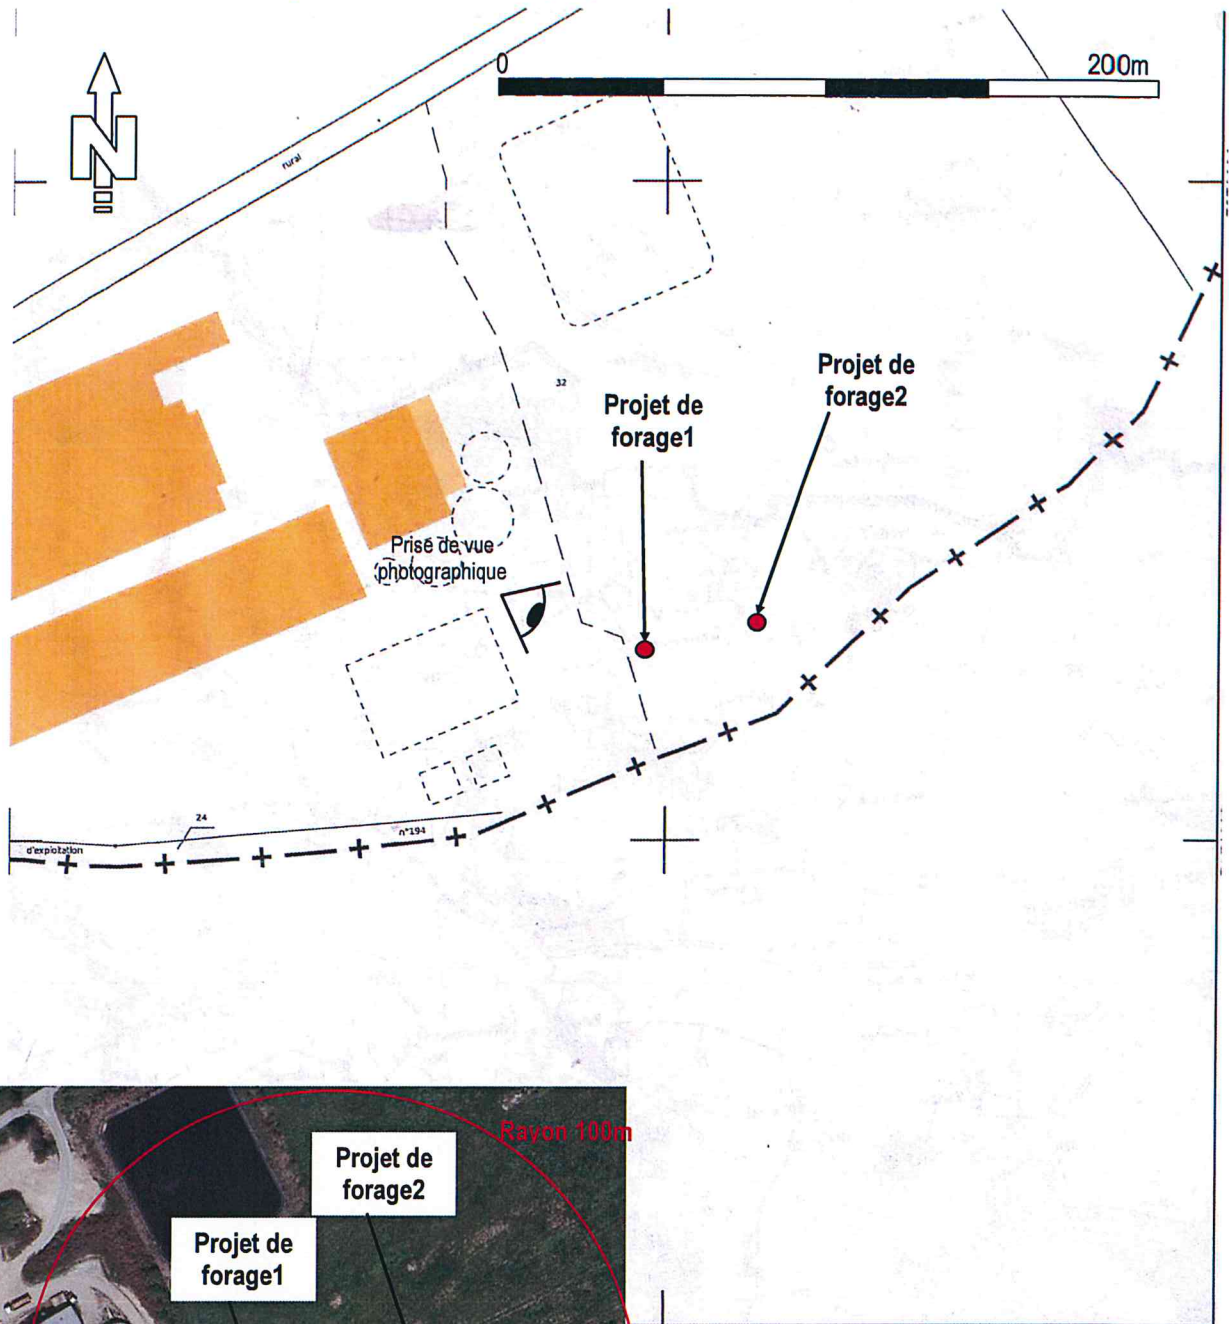 0
200m
N
rural
32
Projet de
forage2
Projet de
forage1
Prise de vue
photographique
24
n°194
d'exploitation
Rayon 100m
Projet de
forage2
Projet de
forage1